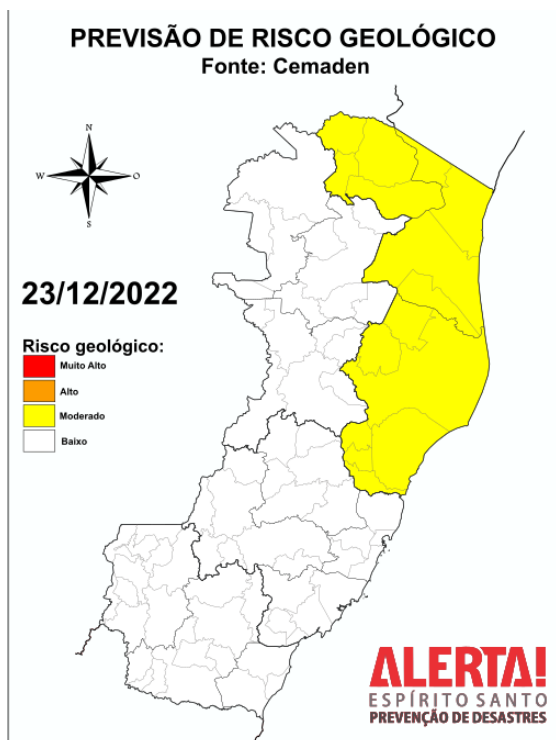 PREVISÃO DE RISCO GEOLÓGICO
Fonte: Cemaden
N
W
O
S
23/12/2022
Risco geológico:
Muito Alto
Alto
Moderado
Baixo
ALERTA!
ESPÍRITO SANTO
PREVENÇÃO DE DESASTRES